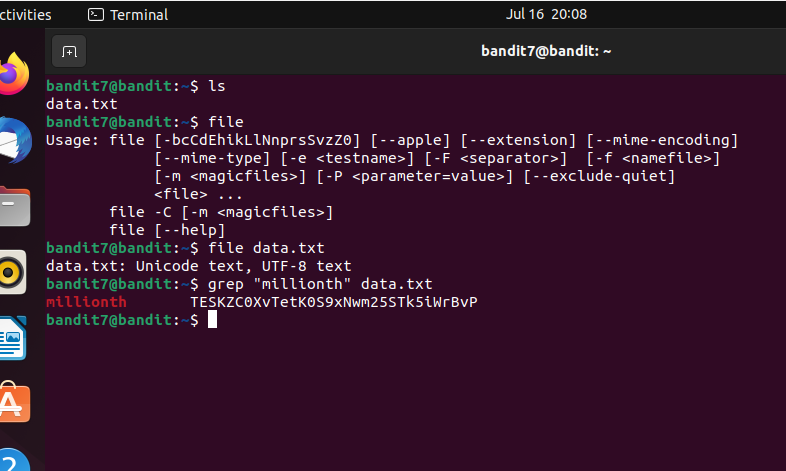 ctivities
Terminal
Jul 16 20:08
bandit7@bandit: ~
bandit7@bandit:~$ ls
data.txt
bandit7@bandit:~$ file
Usage: file [-bcCdEhikLlNnprsSvzZ0] [--apple] [--extension] [--mime-encoding]
            [--mime-type] [-e <testname>] [-F <separator>]  [-f <namefile>]
            [-m <magicfiles>] [-P <parameter=value>] [--exclude-quiet]
            <file> ...
       file -C [-m <magicfiles>]
       file [--help]
bandit7@bandit:~$ file data.txt
data.txt: Unicode text, UTF-8 text
bandit7@bandit:~$ grep "millionth" data.txt
millionth       TESKZC0XvTetK0S9xNwm25STk5iWrBvP
bandit7@bandit:~$